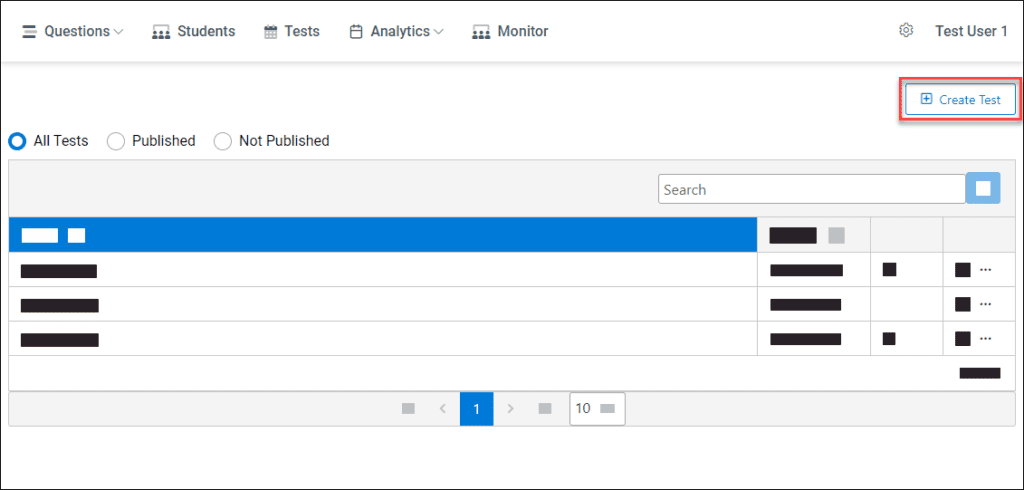 Questions Students Tests Analytics Monitor Test User 1
Create Test
All Tests Published Not Published
Search
1 10